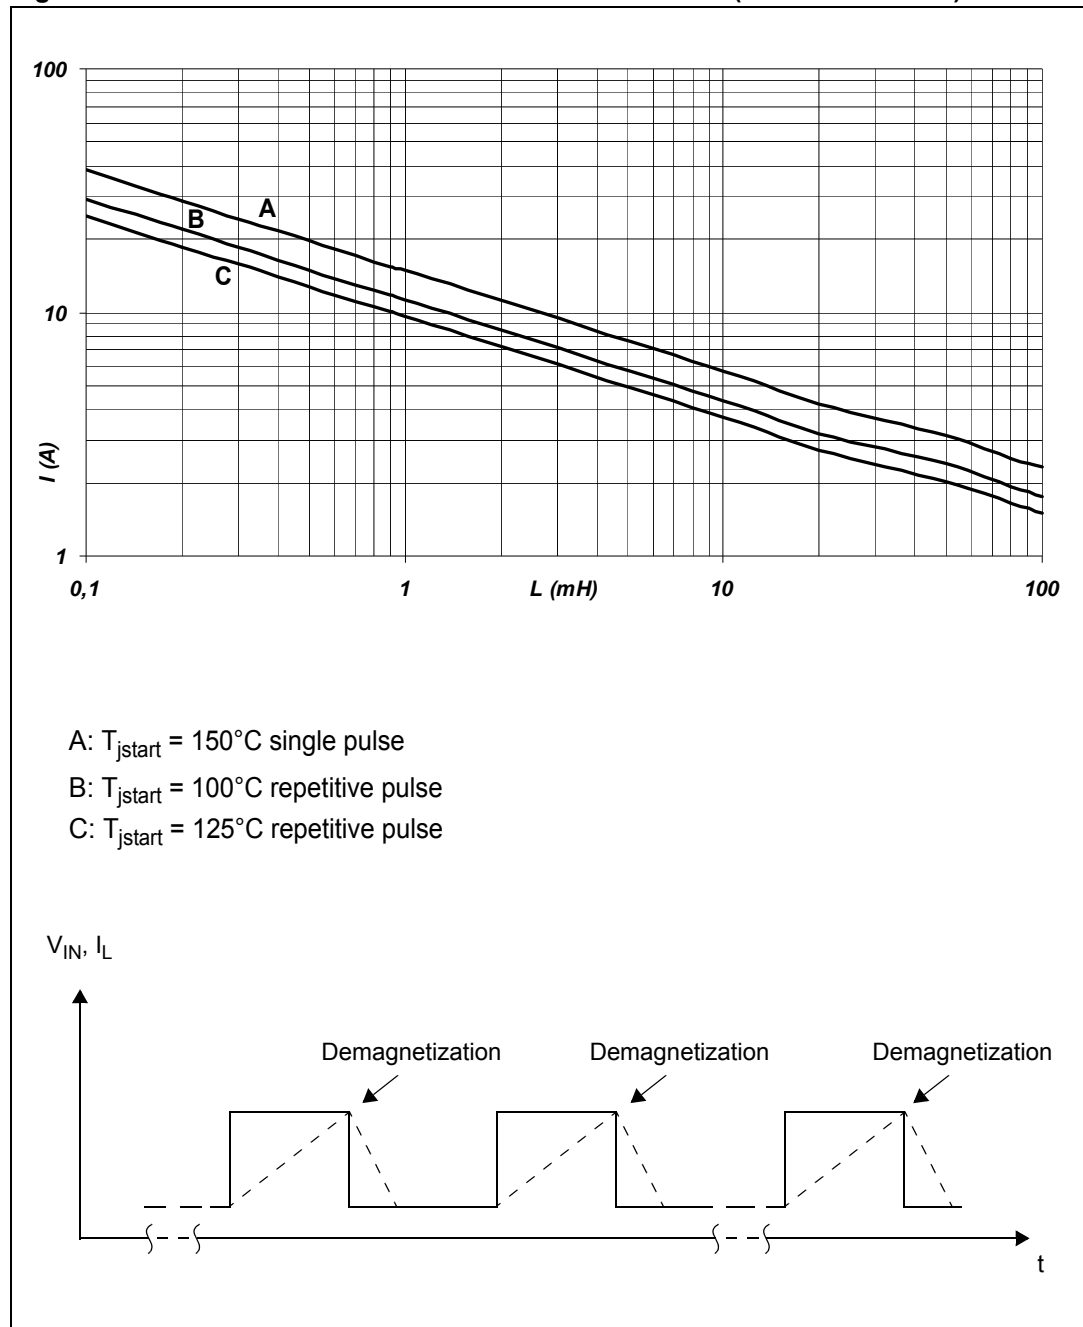 100
A
B
C
10
I (A)
1
0,1
1
L (mH)
10
100
A: Tjstart = 150°C single pulse
B: Tjstart = 100°C repetitive pulse
C: Tjstart = 125°C repetitive pulse
VIN, IL
Demagnetization
Demagnetization
Demagnetization
t